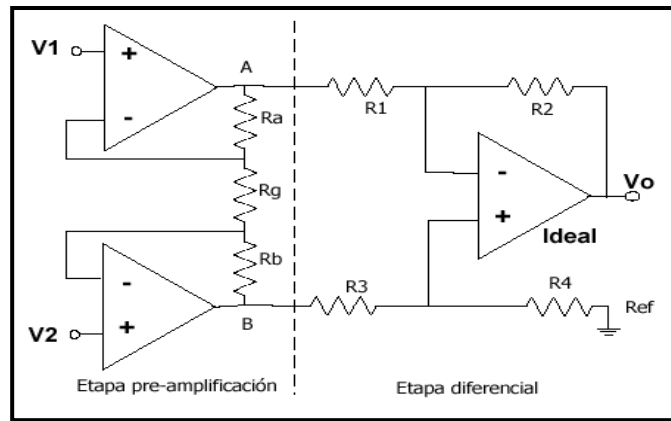 V1
+
-
A
Ra
Rg
Rb
B
-
+
V2
R1
R2
-
+
Ideal
Vo
R3
R4
Ref
Etapa pre-amplificación
Etapa diferencial